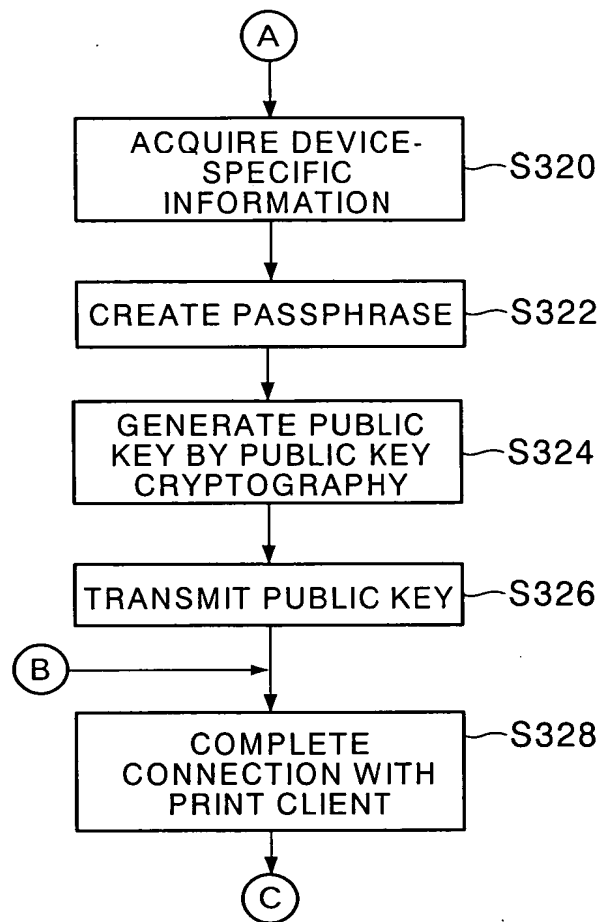 A
ACQUIRE DEVICE-
SPECIFIC
INFORMATION
S320
CREATE PASSPHRASE
S322
GENERATE PUBLIC
KEY BY PUBLIC KEY
CRYPTOGRAPHY
S324
TRANSMIT PUBLIC KEY
S326
B
COMPLETE
CONNECTION WITH
PRINT CLIENT
S328
C